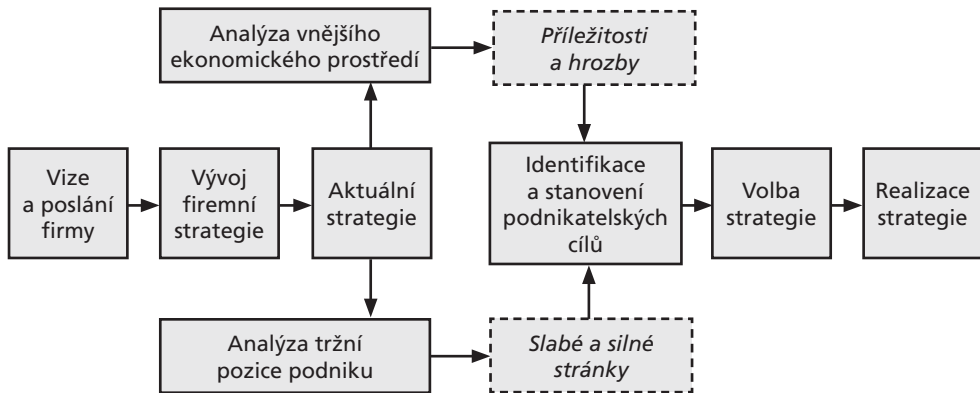 Analýza vnějšího
ekonomického prostředí
Příležitosti
a hrozby
Vize
a poslání
firmy
Vývoj
firemní
strategie
Aktuální
strategie
Identifikace
a stanovení
podnikatelských
cílů
Volba
strategie
Realizace
strategie
Analýza tržní
pozice podniku
Slabé a silné
stránky